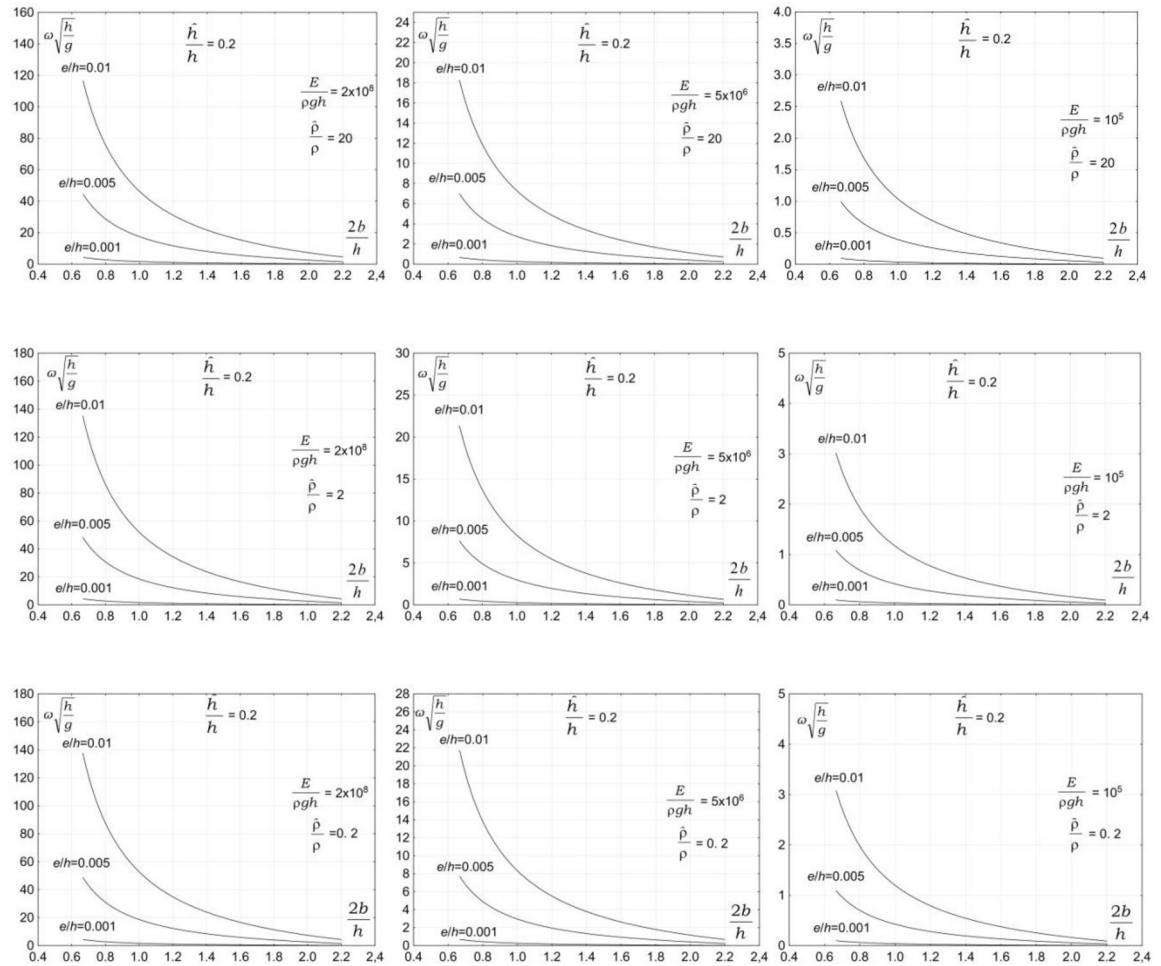 160
140
120
100
80
60
40
20
0
0.4 0.6 0.8 1.0 1.2 1.4 1.6 1.8 2.0 2.2 2,4
ω√(h/g)
ĥ/h = 0.2
e/h=0.01
E/ρgh = 2x10⁸
ρ̂/ρ = 20
e/h=0.005
e/h=0.001
2b/h
24
22
20
18
16
14
12
10
8
6
4
2
0
0.4 0.6 0.8 1.0 1.2 1.4 1.6 1.8 2.0 2.2 2,4
ω√(h/g)
ĥ/h = 0.2
e/h=0.01
E/ρgh = 5x10⁶
ρ̂/ρ = 20
e/h=0.005
e/h=0.001
2b/h
4.0
3.5
3.0
2.5
2.0
1.5
1.0
0.5
0
0.4 0.6 0.8 1.0 1.2 1.4 1.6 1.8 2.0 2.2 2,4
ω√(h/g)
ĥ/h = 0.2
e/h=0.01
E/ρgh = 10⁵
ρ̂/ρ = 20
e/h=0.005
e/h=0.001
2b/h
180
160
140
120
100
80
60
40
20
0
0.4 0.6 0.8 1.0 1.2 1.4 1.6 1.8 2.0 2.2 2,4
ω√(h/g)
ĥ/h = 0.2
e/h=0.01
E/ρgh = 2x10⁸
ρ̂/ρ = 2
e/h=0.005
e/h=0.001
2b/h
30
25
20
15
10
5
0
0.4 0.6 0.8 1.0 1.2 1.4 1.6 1.8 2.0 2.2 2,4
ω√(h/g)
ĥ/h = 0.2
e/h=0.01
E/ρgh = 5x10⁶
ρ̂/ρ = 2
e/h=0.005
e/h=0.001
2b/h
5
4
3
2
1
0
0.4 0.6 0.8 1.0 1.2 1.4 1.6 1.8 2.0 2.2 2,4
ω√(h/g)
ĥ/h = 0.2
e/h=0.01
E/ρgh = 10⁵
ρ̂/ρ = 2
e/h=0.005
e/h=0.001
2b/h
180
160
140
120
100
80
60
40
20
0
0.4 0.6 0.8 1.0 1.2 1.4 1.6 1.8 2.0 2.2 2,4
ω√(h/g)
ĥ/h = 0.2
e/h=0.01
E/ρgh = 2x10⁸
ρ̂/ρ =0. 2
e/h=0.005
e/h=0.001
2b/h
28
26
24
22
20
18
16
14
12
10
8
6
4
2
0
0.4 0.6 0.8 1.0 1.2 1.4 1.6 1.8 2.0 2.2 2,4
ω√(h/g)
ĥ/h = 0.2
e/h=0.01
E/ρgh = 5x10⁶
ρ̂/ρ = 0. 2
e/h=0.005
e/h=0.001
2b/h
5
4
3
2
1
0
0.4 0.6 0.8 1.0 1.2 1.4 1.6 1.8 2.0 2.2 2,4
ω√(h/g)
ĥ/h = 0.2
e/h=0.01
E/ρgh = 10⁵
ρ̂/ρ = 0. 2
e/h=0.005
e/h=0.001
2b/h